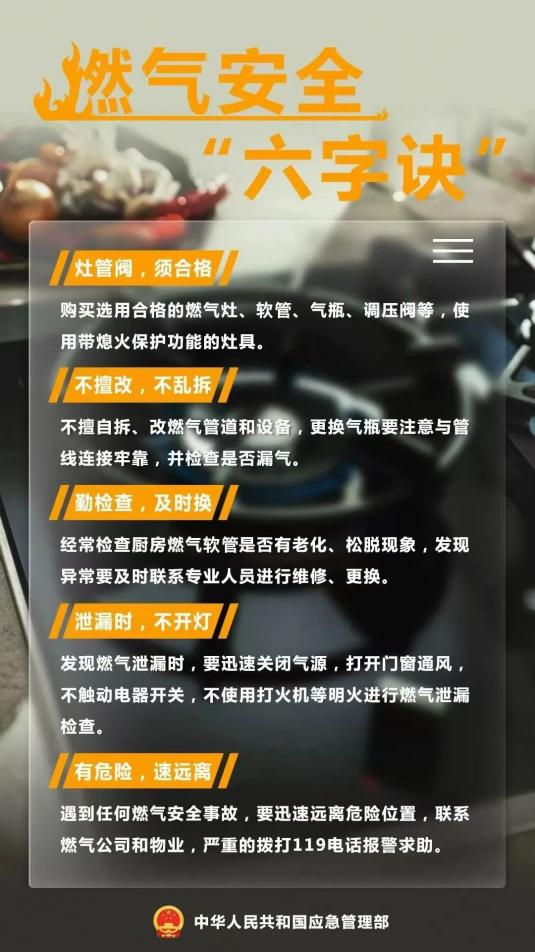 燃气安全
“六字诀”
灶管阀，须合格
购买选用合格的燃气灶、软管、气瓶、调压阀等，使
用带熄火保护功能的灶具。
不擅改，不乱拆
不擅自拆、改燃气管道和设备，更换气瓶要注意与管
线连接牢靠，并检查是否漏气。
勤检查，及时换
经常检查厨房燃气软管是否有老化、松脱现象，发现
异常要及时联系专业人员进行维修、更换。
泄漏时，不开灯
发现燃气泄漏时，要迅速关闭气源，打开门窗通风，
不触动电器开关，不使用打火机等明火进行燃气泄漏
检查。
有危险，速远离
遇到任何燃气安全事故，要迅速远离危险位置，联系
燃气公司和物业，严重的拨打119电话报警求助。
中华人民共和国应急管理部